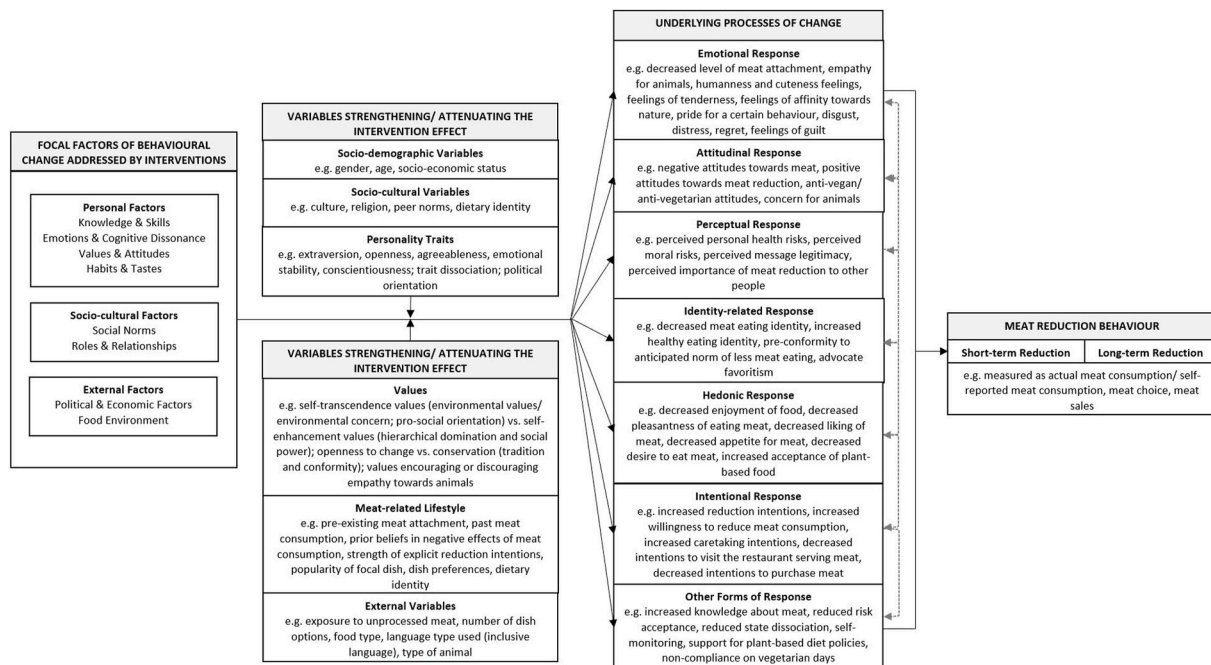 FOCAL FACTORS OF BEHAVIOURAL
CHANGE ADDRESSED BY INTERVENTIONS
Personal Factors
Knowledge & Skills
Emotions & Cognitive Dissonance
Values & Attitudes
Habits & Tastes
Socio-cultural Factors
Social Norms
Roles & Relationships
External Factors
Political & Economic Factors
Food Environment
VARIABLES STRENGTHENING/ ATTENUATING THE
INTERVENTION EFFECT
Socio-demographic Variables
e.g. gender, age, socio-economic status
Socio-cultural Variables
e.g. culture, religion, peer norms, dietary identity
Personality Traits
e.g. extraversion, openness, agreeableness, emotional
stability, conscientiousness; trait dissociation; political
orientation
VARIABLES STRENGTHENING/ ATTENUATING THE
INTERVENTION EFFECT
Values
e.g. self-transcendence values (environmental values/
environmental concern; pro-social orientation) vs. self-
enhancement values (hierarchical domination and social
power); openness to change vs. conservation (tradition
and conformity); values encouraging or discouraging
empathy towards animals
Meat-related Lifestyle
e.g. pre-existing meat attachment, past meat
consumption, prior beliefs in negative effects of meat
consumption, strength of explicit reduction intentions,
popularity of focal dish, dish preferences, dietary
identity
External Variables
e.g. exposure to unprocessed meat, number of dish
options, food type, language type used (inclusive
language), type of animal
UNDERLYING PROCESSES OF CHANGE
Emotional Response
e.g. decreased level of meat attachment, empathy
for animals, humanness and cuteness feelings,
feelings of tenderness, feelings of affinity towards
nature, pride for a certain behaviour, disgust,
distress, regret, feelings of guilt
Attitudinal Response
e.g. negative attitudes towards meat, positive
attitudes towards meat reduction, anti-vegan/
anti-vegetarian attitudes, concern for animals
Perceptual Response
e.g. perceived personal health risks, perceived
moral risks, perceived message legitimacy,
perceived importance of meat reduction to other
people
Identity-related Response
e.g. decreased meat eating identity, increased
healthy eating identity, pre-conformity to
anticipated norm of less meat eating, advocate
favoritism
Hedonic Response
e.g. decreased enjoyment of food, decreased
pleasantness of eating meat, decreased liking of
meat, decreased appetite for meat, decreased
desire to eat meat, increased acceptance of plant-
based food
Intentional Response
e.g. increased reduction intentions, increased
willingness to reduce meat consumption,
increased caretaking intentions, decreased
intentions to visit the restaurant serving meat,
decreased intentions to purchase meat
Other Forms of Response
e.g. increased knowledge about meat, reduced risk
acceptance, reduced state dissociation, self-
monitoring, support for plant-based diet policies,
non-compliance on vegetarian days
MEAT REDUCTION BEHAVIOUR
Short-term Reduction
Long-term Reduction
e.g. measured as actual meat consumption/ self-
reported meat consumption, meat choice, meat
sales